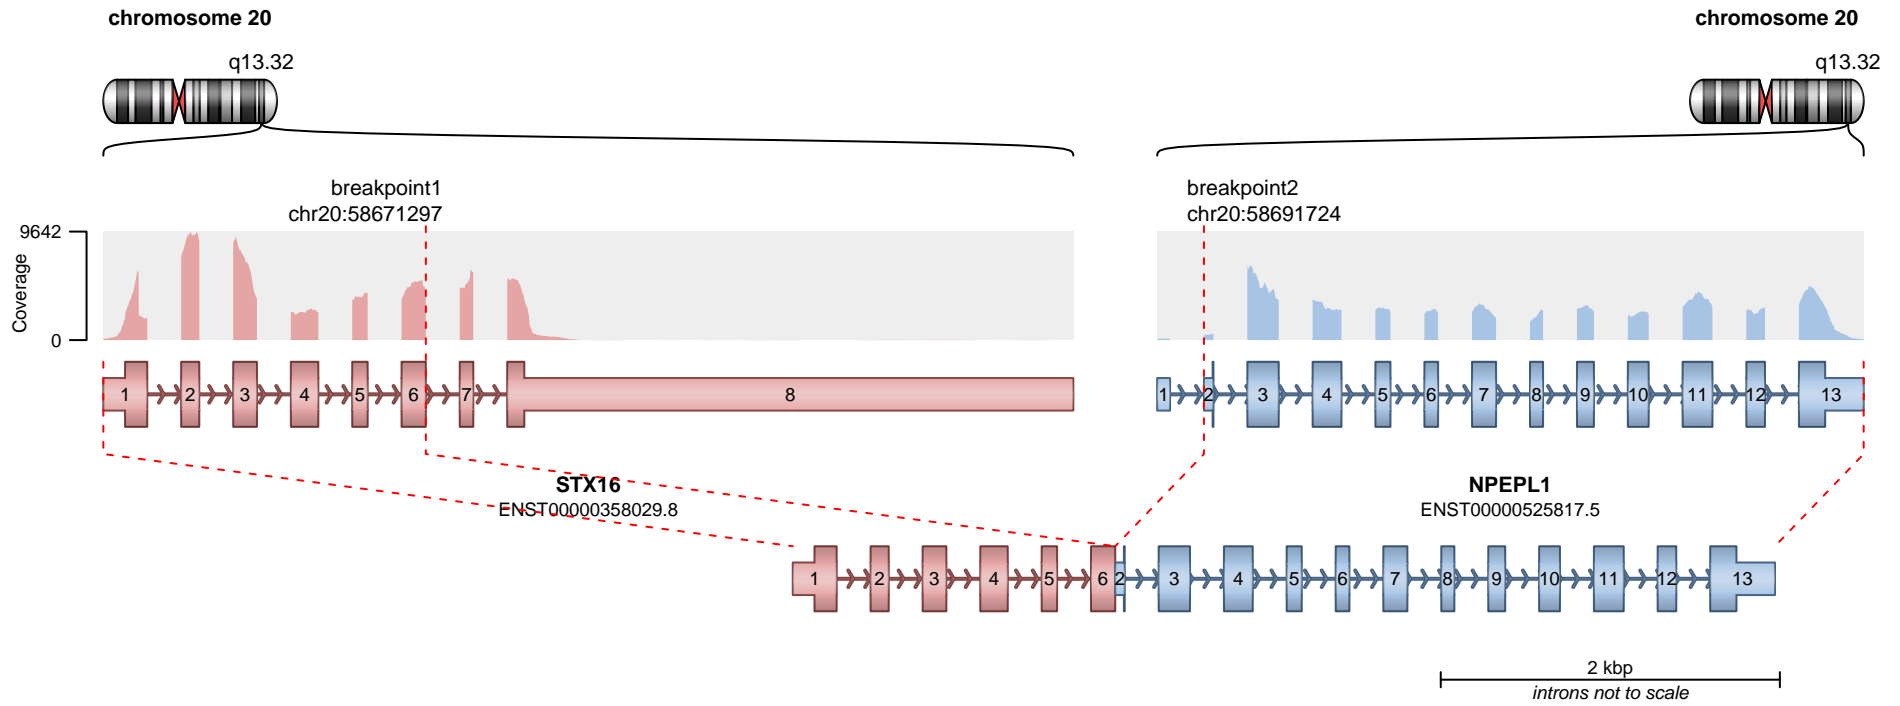 chromosome 20
chromosome 20
q13.32
q13.32
breakpoint1
chr20:58671297
breakpoint2
chr20:58691724
9642
Coverage
0
1 2 3 4 5 6 7 8
1 2 3 4 5 6 7 8 9 10 11 12 13
STX16
ENST00000358029.8
NPEPL1
ENST00000525817.5
1 2 3 4 5 6 2 3 4 5 6 7 8 9 10 11 12 13
2 kbp
introns not to scale